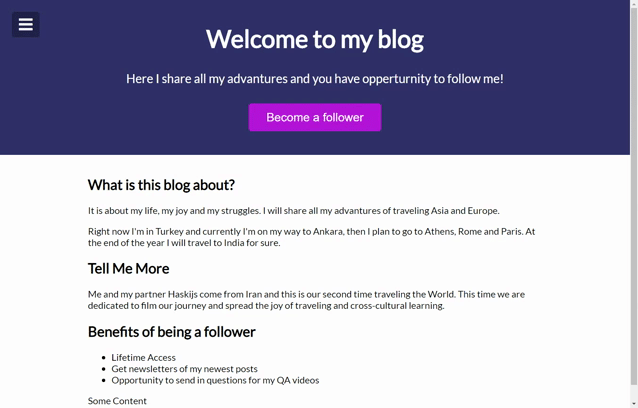 Welcome to my blog
Here I share all my advantures and you have opperturnity to follow me!
Become a follower
What is this blog about?
It is about my life, my joy and my struggles. I will share all my advantures of traveling Asia and Europe.
Right now I'm in Turkey and currently I'm on my way to Ankara, then I plan to go to Athens, Rome and Paris. At
the end of the year I will travel to India for sure.
Tell Me More
Me and my partner Haskijs come from Iran and this is our second time traveling the World. This time we are
dedicated to film our journey and spread the joy of traveling and cross-cultural learning.
Benefits of being a follower
• Lifetime Access
• Get newsletters of my newest posts
• Opportunity to send in questions for my QA videos
Some Content